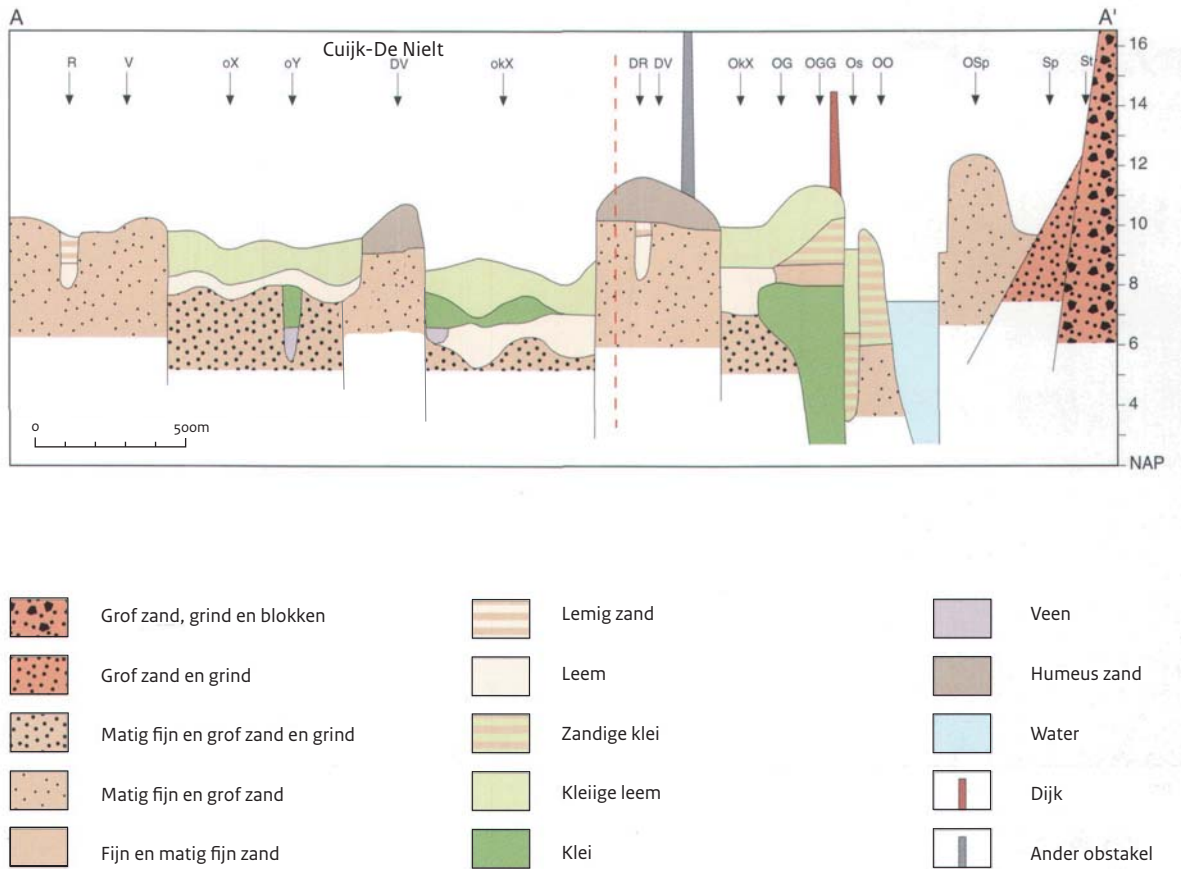 A A'
Cuijk-De Nielt
R V oX oY DV okX DR DV OkX OG OGG Os OO OSp Sp St
16
14
12
10
8
6
4
NAP
0 500m
Grof zand, grind en blokken
Grof zand en grind
Matig fijn en grof zand en grind
Matig fijn en grof zand
Fijn en matig fijn zand
Lemig zand
Leem
Zandige klei
Kleiige leem
Klei
Veen
Humeus zand
Water
Dijk
Ander obstakel